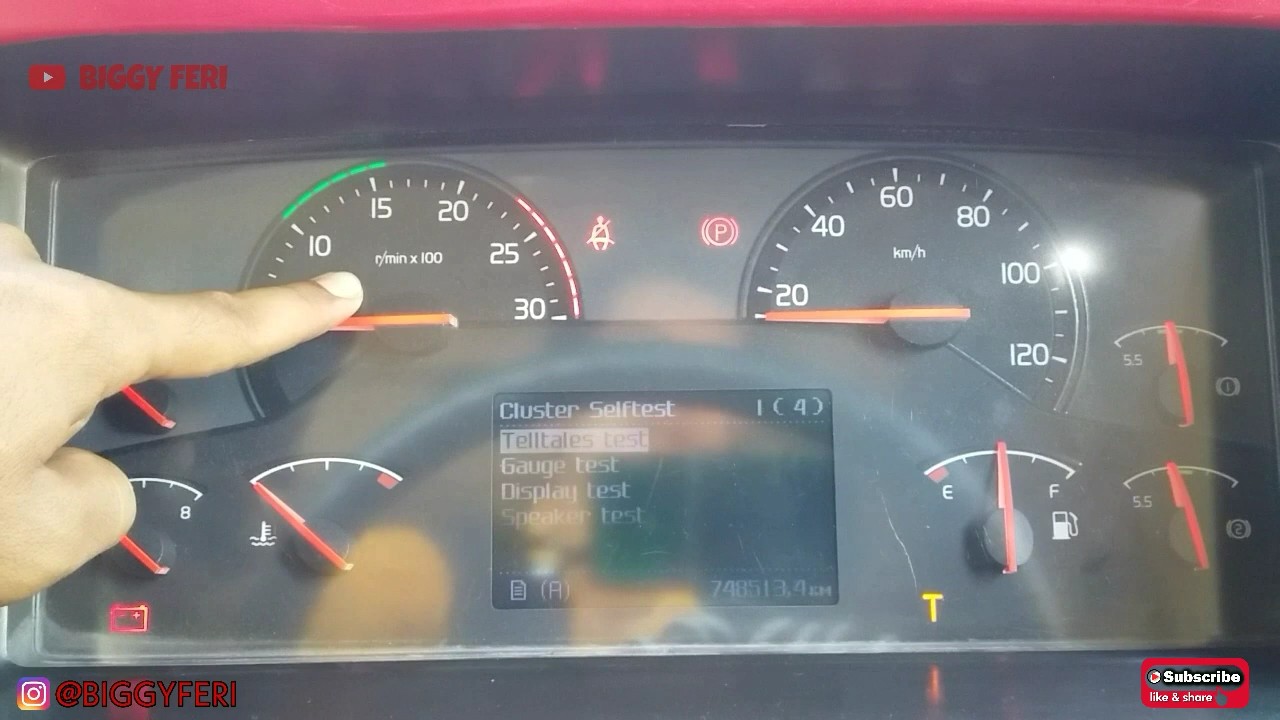 BIGGY FERI
15
20
10
25
30
r/min x 100
P
60
40
80
20
100
120
km/h
5.5
Cluster Selftest 1(4)
Telltales test
Gauge test
Display test
Speaker test
(A) 748513,4KM
8
E
F
5.5
T
@BIGGYFERI
Subscribe
like & share